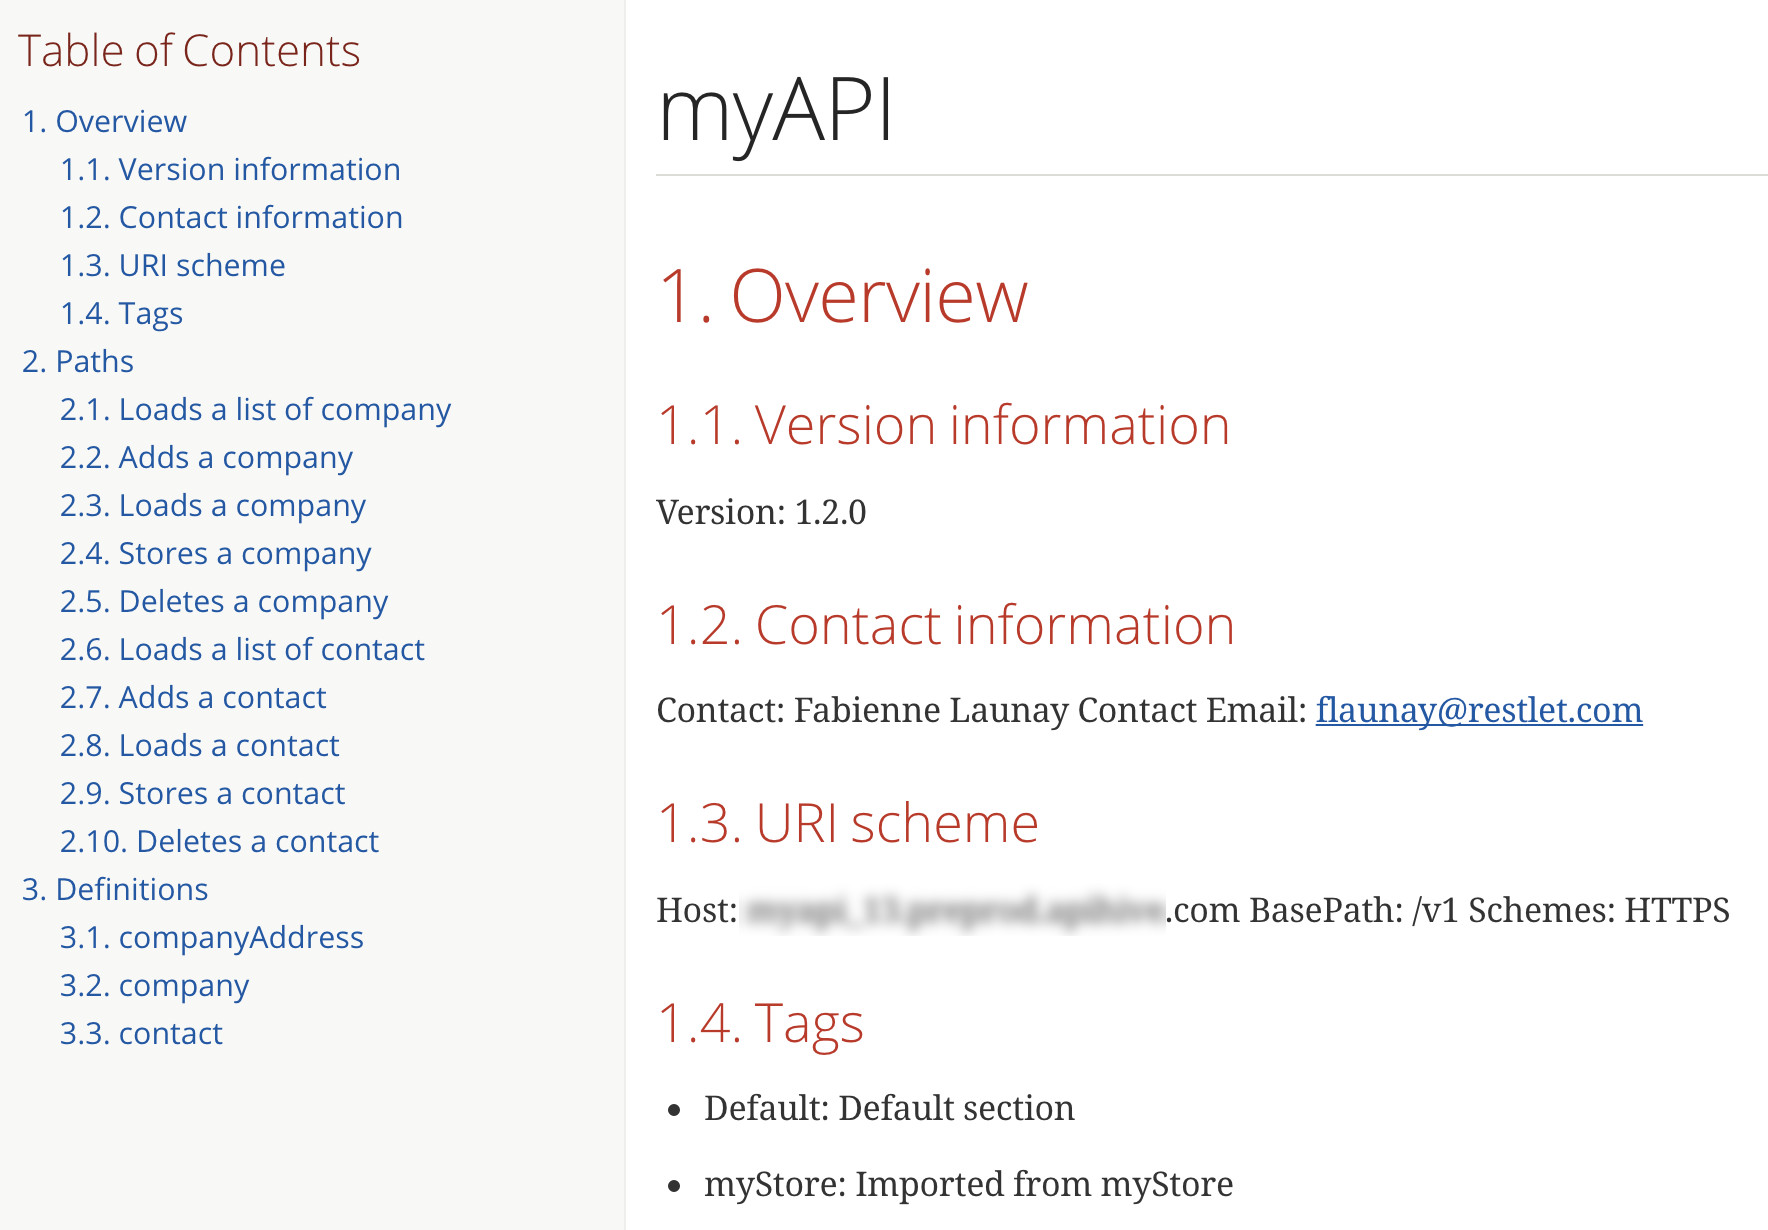 Table of Contents
1. Overview
1.1. Version information
1.2. Contact information
1.3. URI scheme
1.4. Tags
2. Paths
2.1. Loads a list of company
2.2. Adds a company
2.3. Loads a company
2.4. Stores a company
2.5. Deletes a company
2.6. Loads a list of contact
2.7. Adds a contact
2.8. Loads a contact
2.9. Stores a contact
2.10. Deletes a contact
3. Definitions
3.1. companyAddress
3.2. company
3.3. contact
myAPI
1. Overview
1.1. Version information
Version: 1.2.0
1.2. Contact information
Contact: Fabienne Launay Contact Email: flaunay@restlet.com
1.3. URI scheme
Host: .com BasePath: /v1 Schemes: HTTPS
1.4. Tags
• Default: Default section
• myStore: Imported from myStore